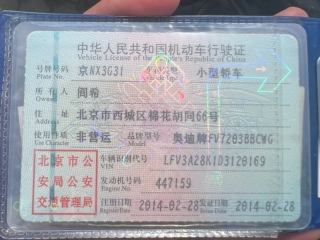 中华人民共和国机动车行驶证
Vehicle License of the People's Republic of China
号牌号码 京NX3G31 车辆类型 小型轿车
Plate No.
所有人 阎希
Owner
住址 北京市西城区棉花胡同66号
Address
使用性质 非营运 品牌型号 奥迪牌FV7203BBCWG
Use Character Model
北京市公 车辆识别代号 LFV3A28K1D3120169
VIN
安局公安 发动机号码 447159
Engine No.
交通管理局 注册日期 2014-02-28 发证日期 2014-02-28
Register Date Issue Date